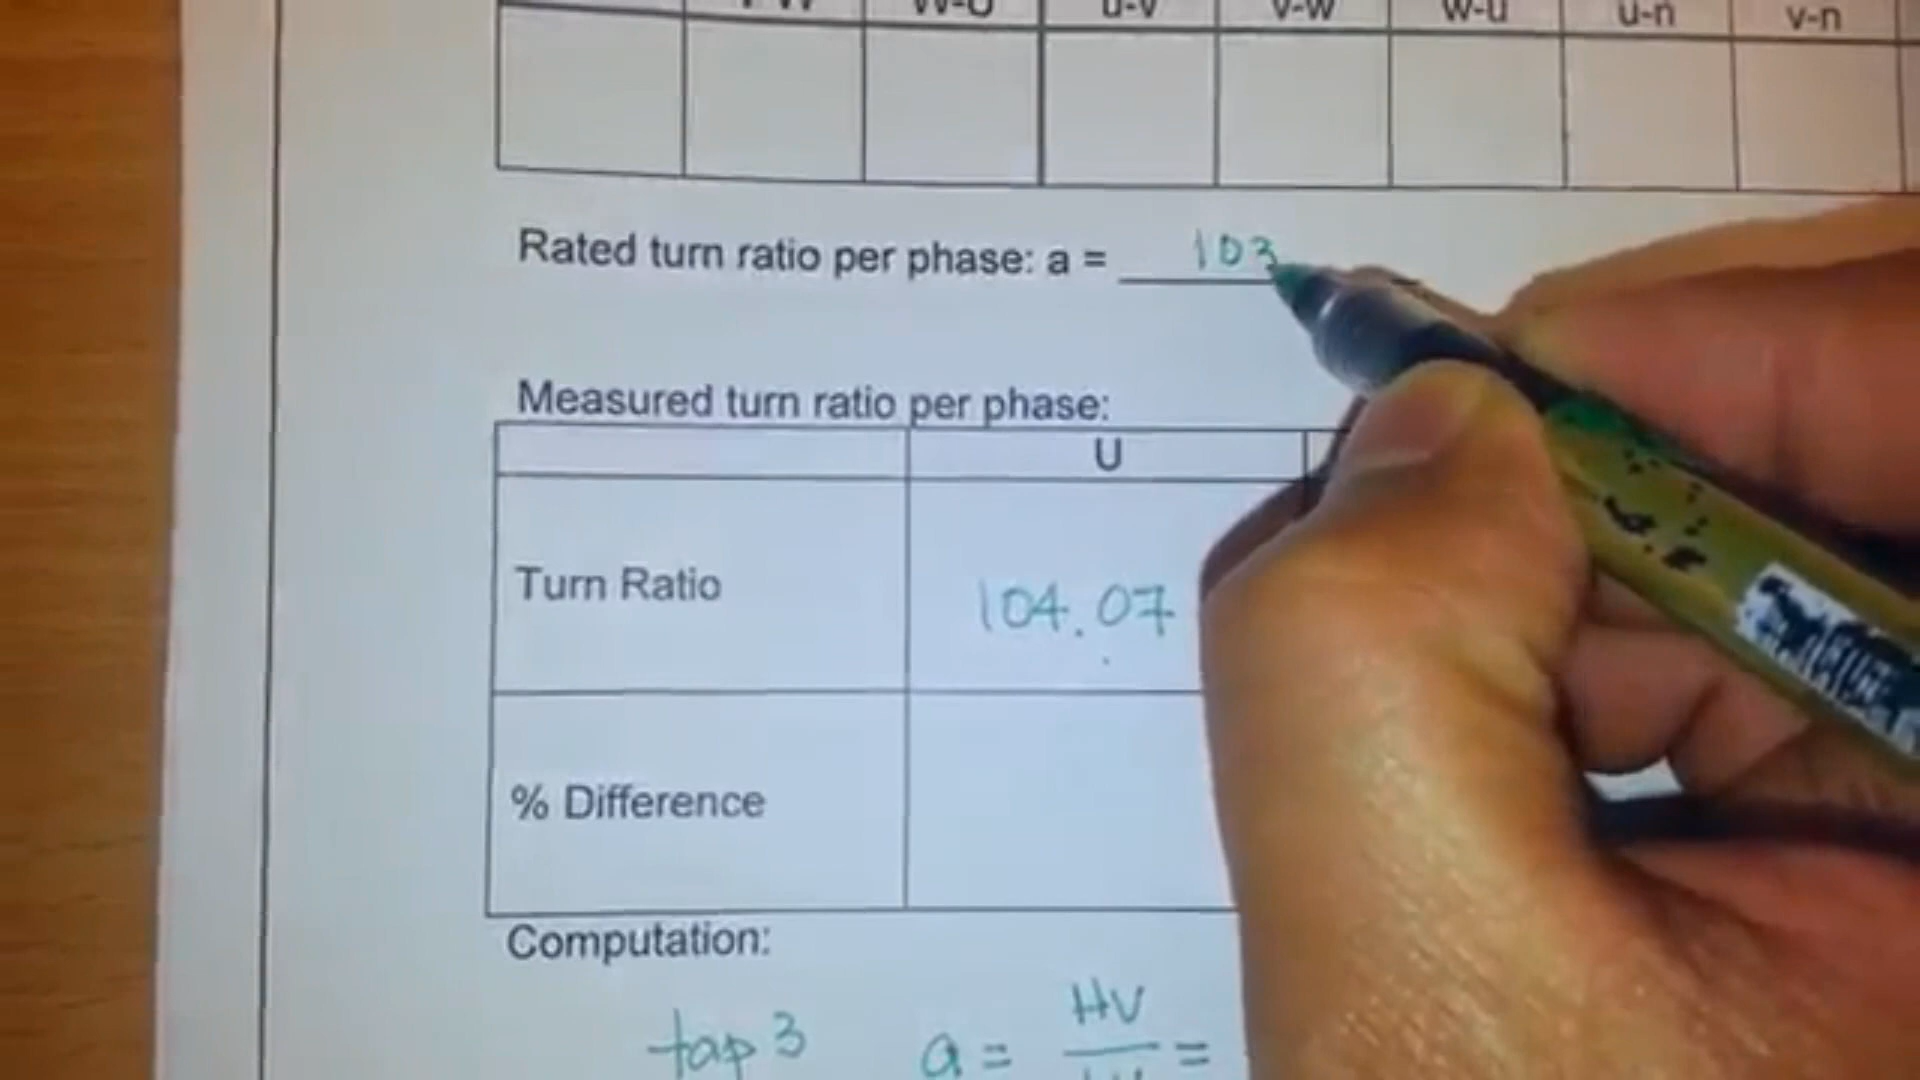 V-W W-U u-v v-w w-u u-n v-n
Rated turn ratio per phase: a = 103
Measured turn ratio per phase:
U
Turn Ratio 104.07
% Difference
Computation:
tap 3 a = HV =